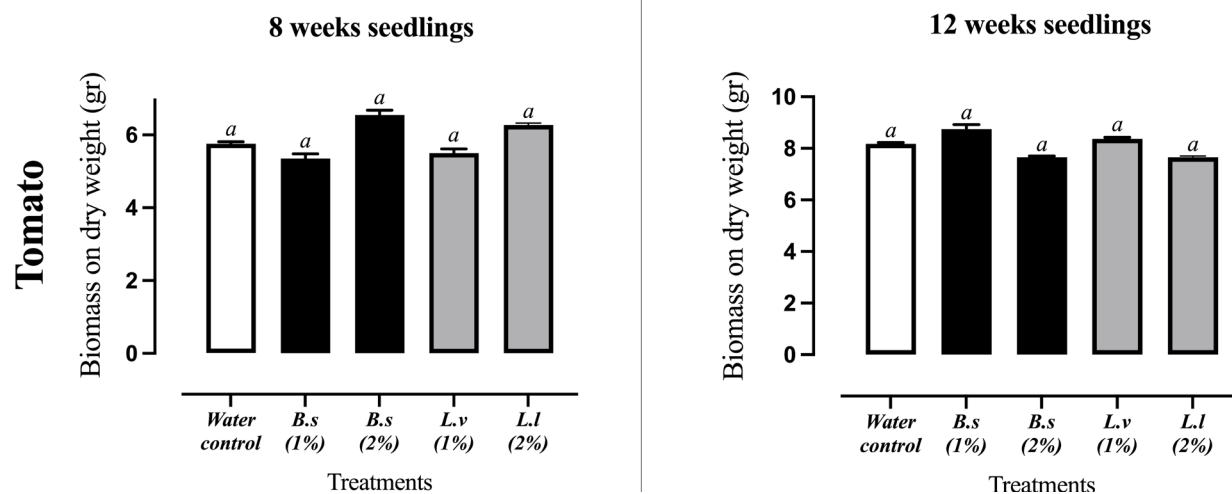 8 weeks seedlings
12 weeks seedlings
Tomato
Biomass on dry weight (gr)
6
4
2
0
a
a
a
a
a
Water control
B.s (1%)
B.s (2%)
L.v (1%)
L.l (2%)
Treatments
Biomass on dry weight (gr)
10
8
6
4
2
0
a
a
a
a
a
Water control
B.s (1%)
B.s (2%)
L.v (1%)
L.l (2%)
Treatments